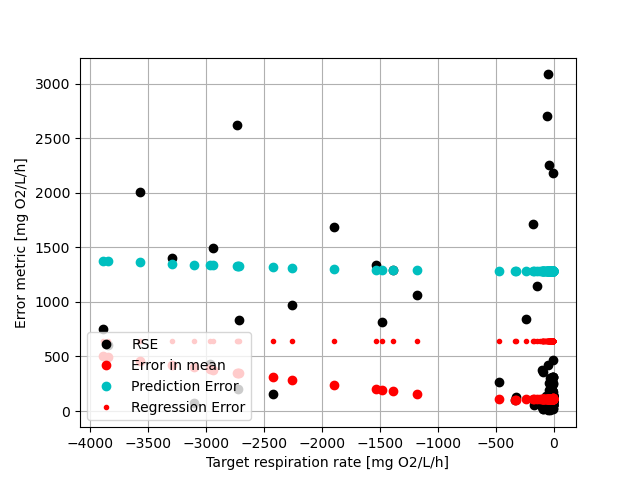 3000
2500
2000
1500
1000
500
0
Error metric [mg O2/L/h]
RSE
Error in mean
Prediction Error
Regression Error
−4000 −3500 −3000 −2500 −2000 −1500 −1000 −500 0
Target respiration rate [mg O2/L/h]